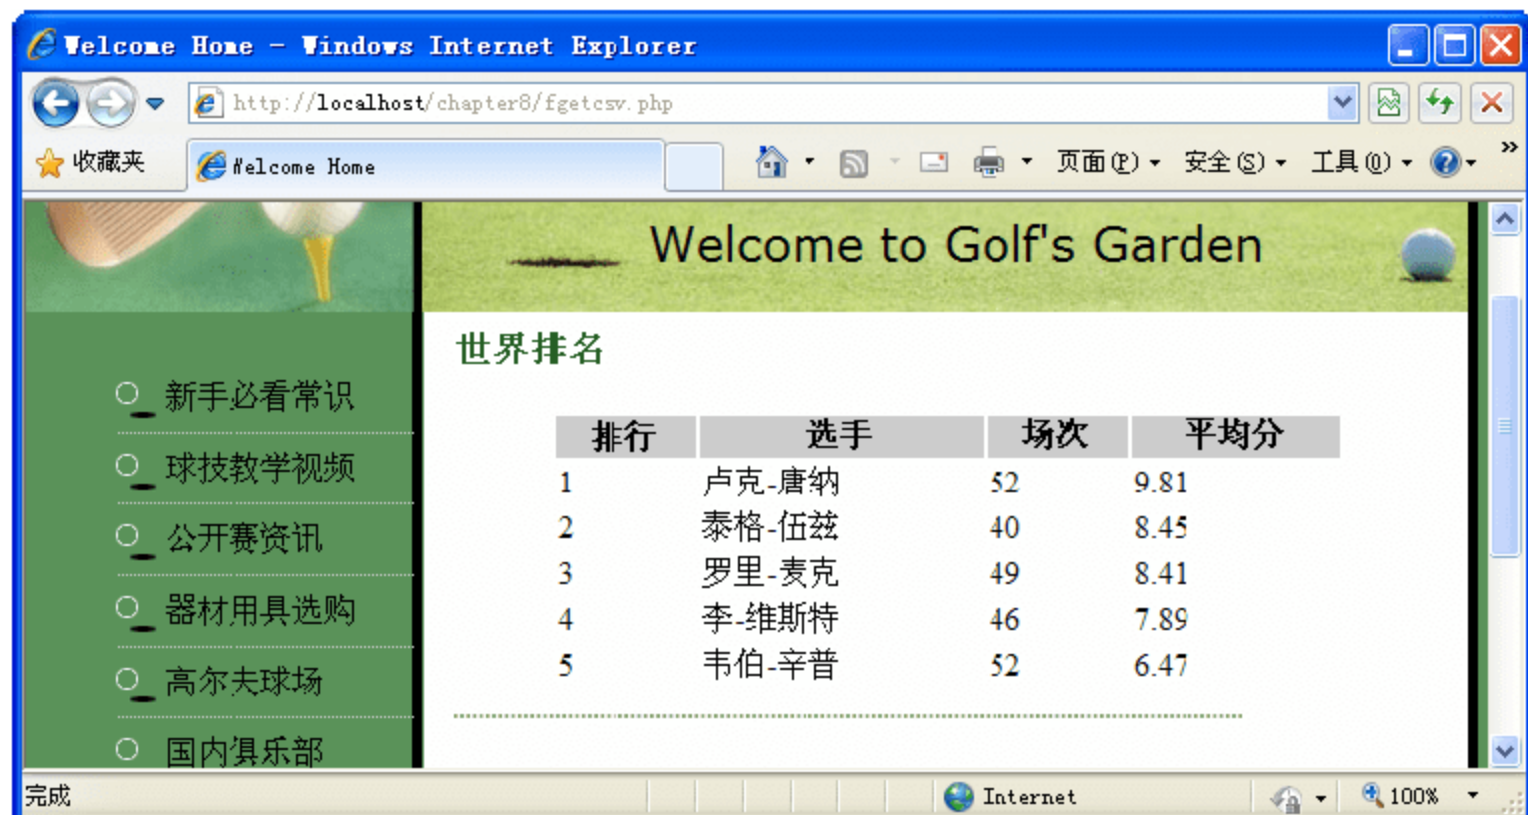 Welcome Home - Windows Internet Explorer
http://localhost/chapter8/fgetcsv.php
收藏夹 Welcome Home 页面(P) 安全(S) 工具(O) »
Welcome to Golf's Garden
新手必看常识
球技教学视频
公开赛资讯
器材用具选购
高尔夫球场
国内俱乐部
世界排名
排行 选手 场次 平均分
1 卢克-唐纳 52 9.81
2 泰格-伍兹 40 8.45
3 罗里-麦克 49 8.41
4 李-维斯特 46 7.89
5 韦伯-辛普 52 6.47
完成 Internet 100%